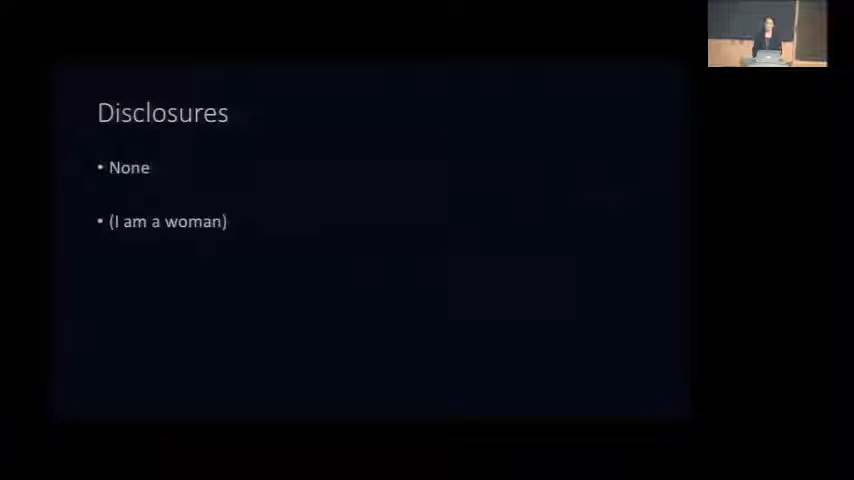 Disclosures
• None
• (I am a woman)